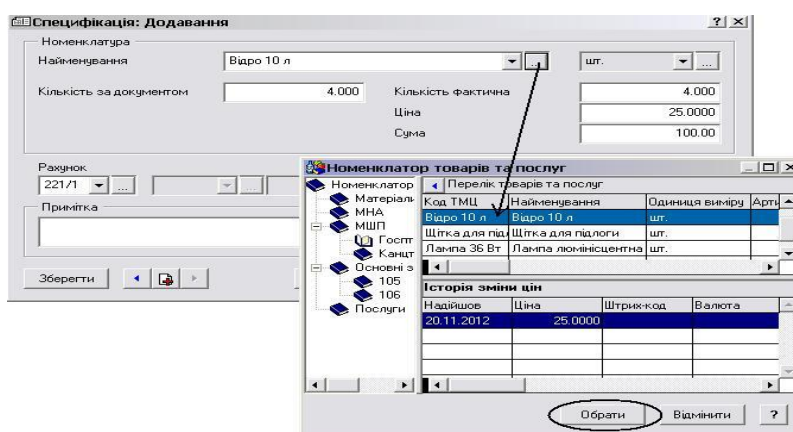 Специфікація: Додавання
Номенклатура
Найменування Відро 10 л ... шт. ...
Кількість за документом 4.000 Кількість фактична 4.000
Ціна 25.0000
Сума 100.00
Рахунок
221/1 ...
Примітка
Зберегти
Номенклатор товарів та послуг
Номенклатор
Матеріали
МНА
МШП
Госпт
Канцт
Основні з
105
106
Послуги
Перелік товарів та послуг
Код ТМЦ Найменування Одиниця виміру Арти
Відро 10 л Відро 10 л шт.
Щітка для підл Щітка для підлоги шт.
Лампа 36 Вт Лампа люмінісцентна шт.
Історія зміни цін
Надійшов Ціна Штрих-код Валюта
20.11.2012 25.0000
Обрати Відмінити ?